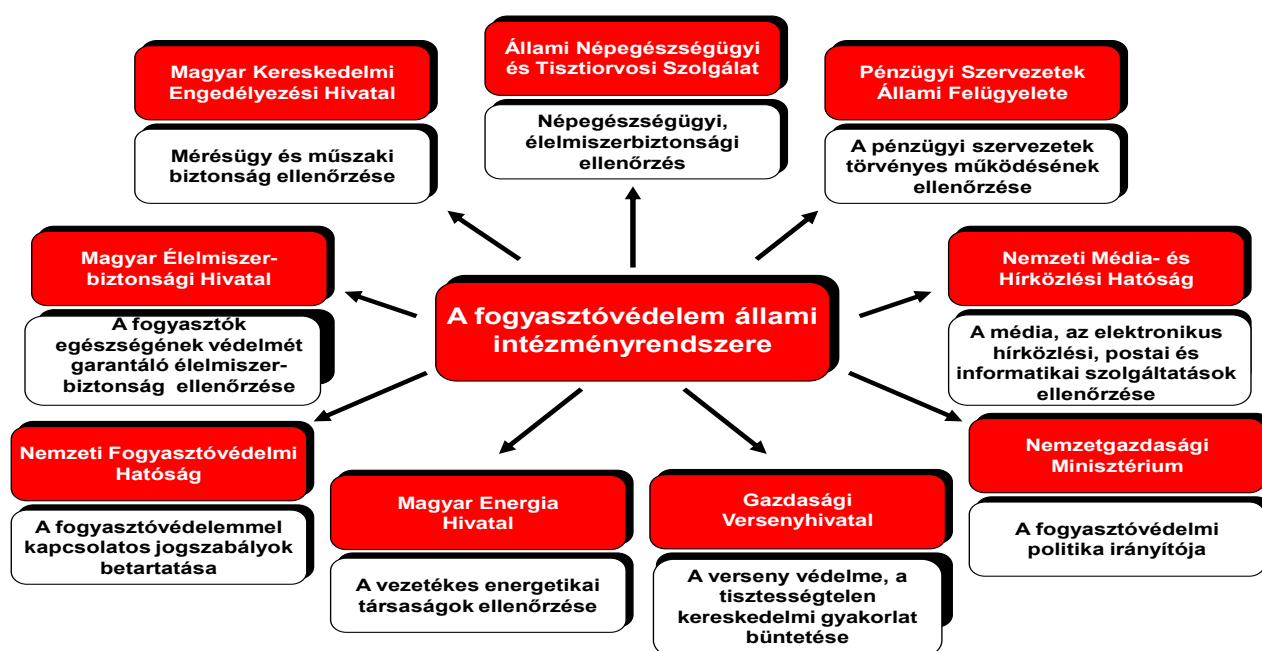 Magyar Kereskedelmi
Engedélyezési Hivatal
Mérésügy és műszaki
biztonság ellenőrzése
Állami Népegészségügyi
és Tisztiorvosi Szolgálat
Népegészségügyi,
élelmiszerbiztonsági
ellenőrzés
Pénzügyi Szervezetek
Állami Felügyelete
A pénzügyi szervezetek
törvényes működésének
ellenőrzése
Magyar Élelmiszer-
biztonsági Hivatal
A fogyasztók
egészségének védelmét
garantáló élelmiszer-
biztonság ellenőrzése
A fogyasztóvédelem állami
intézményrendszere
Nemzeti Média- és
Hírközlési Hatóság
A média, az elektronikus
hírközlési, postai és
informatikai szolgáltatások
ellenőrzése
Nemzeti Fogyasztóvédelmi
Hatóság
A fogyasztóvédelemmel
kapcsolatos jogszabályok
betartatása
Magyar Energia
Hivatal
A vezetékes energetikai
társaságok ellenőrzése
Gazdasági
Versenyhivatal
A verseny védelme, a
tisztességtelen
kereskedelmi gyakorlat
büntetése
Nemzetgazdasági
Minisztérium
A fogyasztóvédelmi
politika irányítója